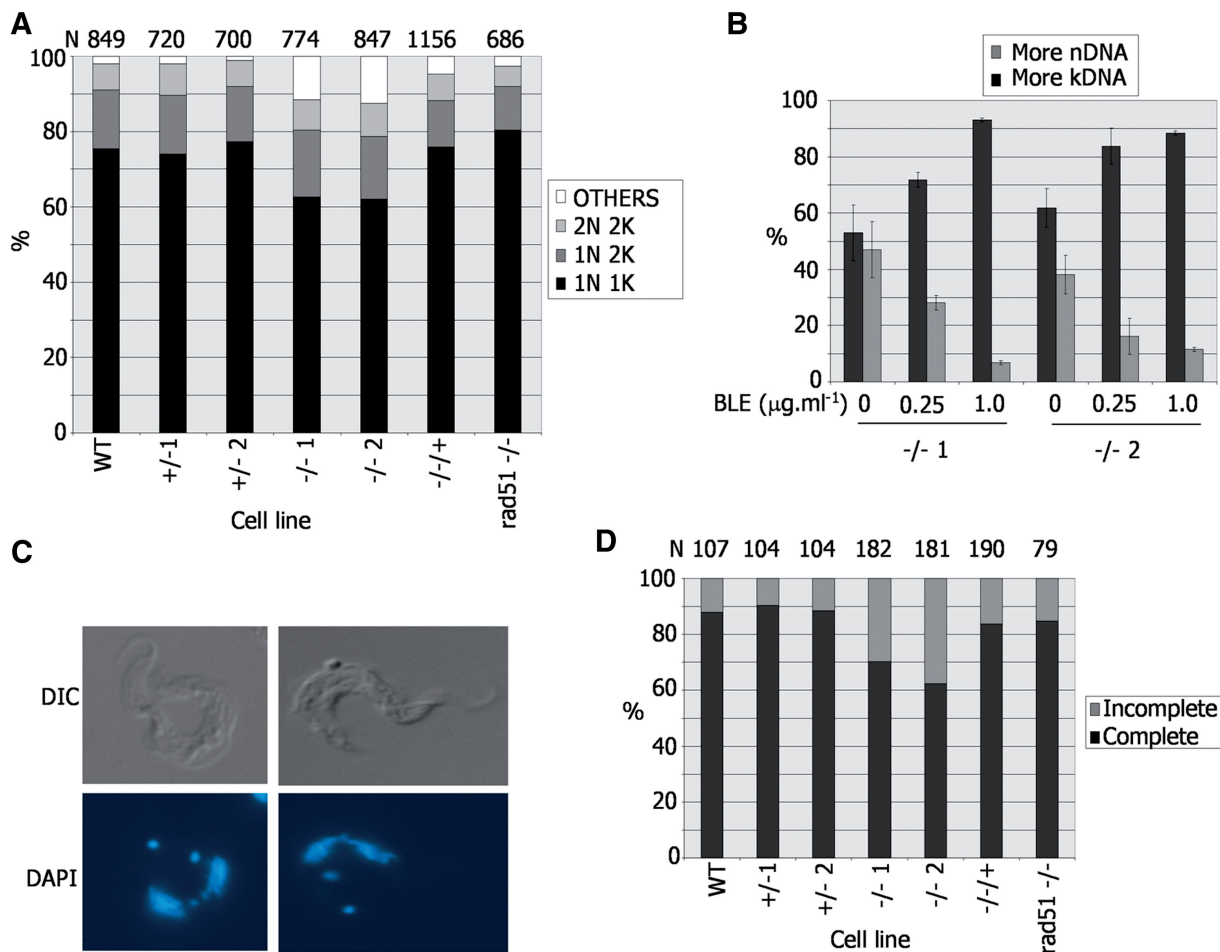 A
N 849 720 700 774 847 1156 686
100
80
60
40
20
0
%
OTHERS
2N 2K
1N 2K
1N 1K
WT
+/-1
+/- 2
-/- 1
-/- 2
-/-/+
rad51 -/-
Cell line
B
More nDNA
More kDNA
100
80
60
40
20
0
%
BLE (μg.ml-1) 0 0.25 1.0 0 0.25 1.0
-/- 1 -/- 2
C
DIC
DAPI
D
N 107 104 104 182 181 190 79
100
80
60
40
20
0
%
Incomplete
Complete
WT
+/-1
+/- 2
-/- 1
-/- 2
-/-/+
rad51 -/-
Cell line